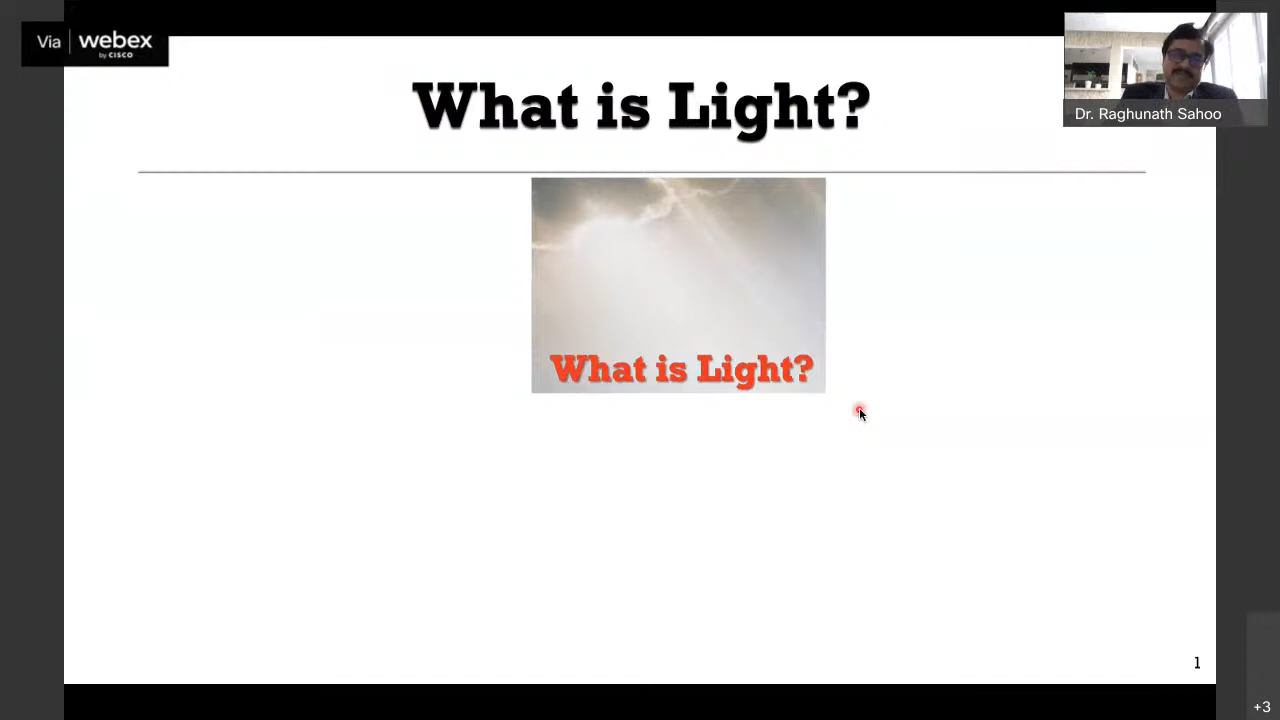 Via webex
by CISCO
What is Light?
Dr. Raghunath Sahoo
What is Light?
1
+3